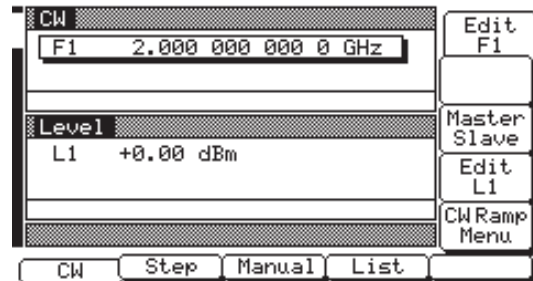 CW
F1 2.000 000 000 0 GHz
Level
L1 +0.00 dBm
Edit
F1
Master
Slave
Edit
L1
CW Ramp
Menu
CW Step Manual List